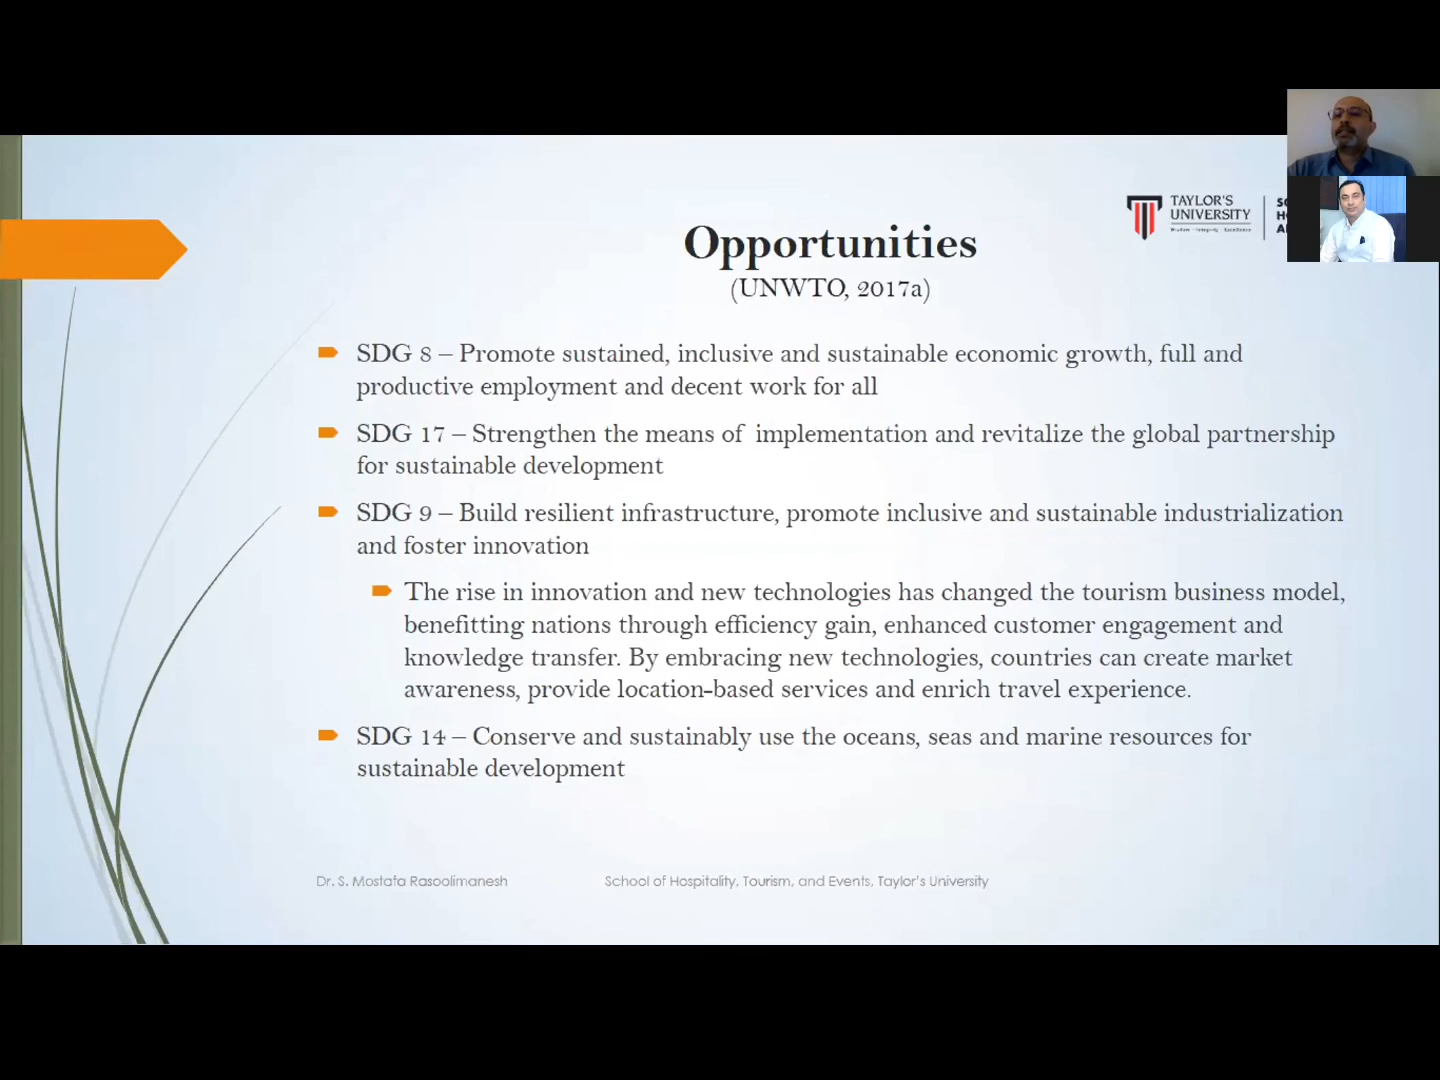 TAYLOR'S
UNIVERSITY
Wisdom · Integrity · Excellence
Opportunities
(UNWTO, 2017a)
SDG 8 – Promote sustained, inclusive and sustainable economic growth, full and
productive employment and decent work for all
SDG 17 – Strengthen the means of implementation and revitalize the global partnership
for sustainable development
SDG 9 – Build resilient infrastructure, promote inclusive and sustainable industrialization
and foster innovation
The rise in innovation and new technologies has changed the tourism business model,
benefitting nations through efficiency gain, enhanced customer engagement and
knowledge transfer. By embracing new technologies, countries can create market
awareness, provide location-based services and enrich travel experience.
SDG 14 – Conserve and sustainably use the oceans, seas and marine resources for
sustainable development
Dr. S. Mostafa Rasoolimanesh
School of Hospitality, Tourism, and Events, Taylor's University